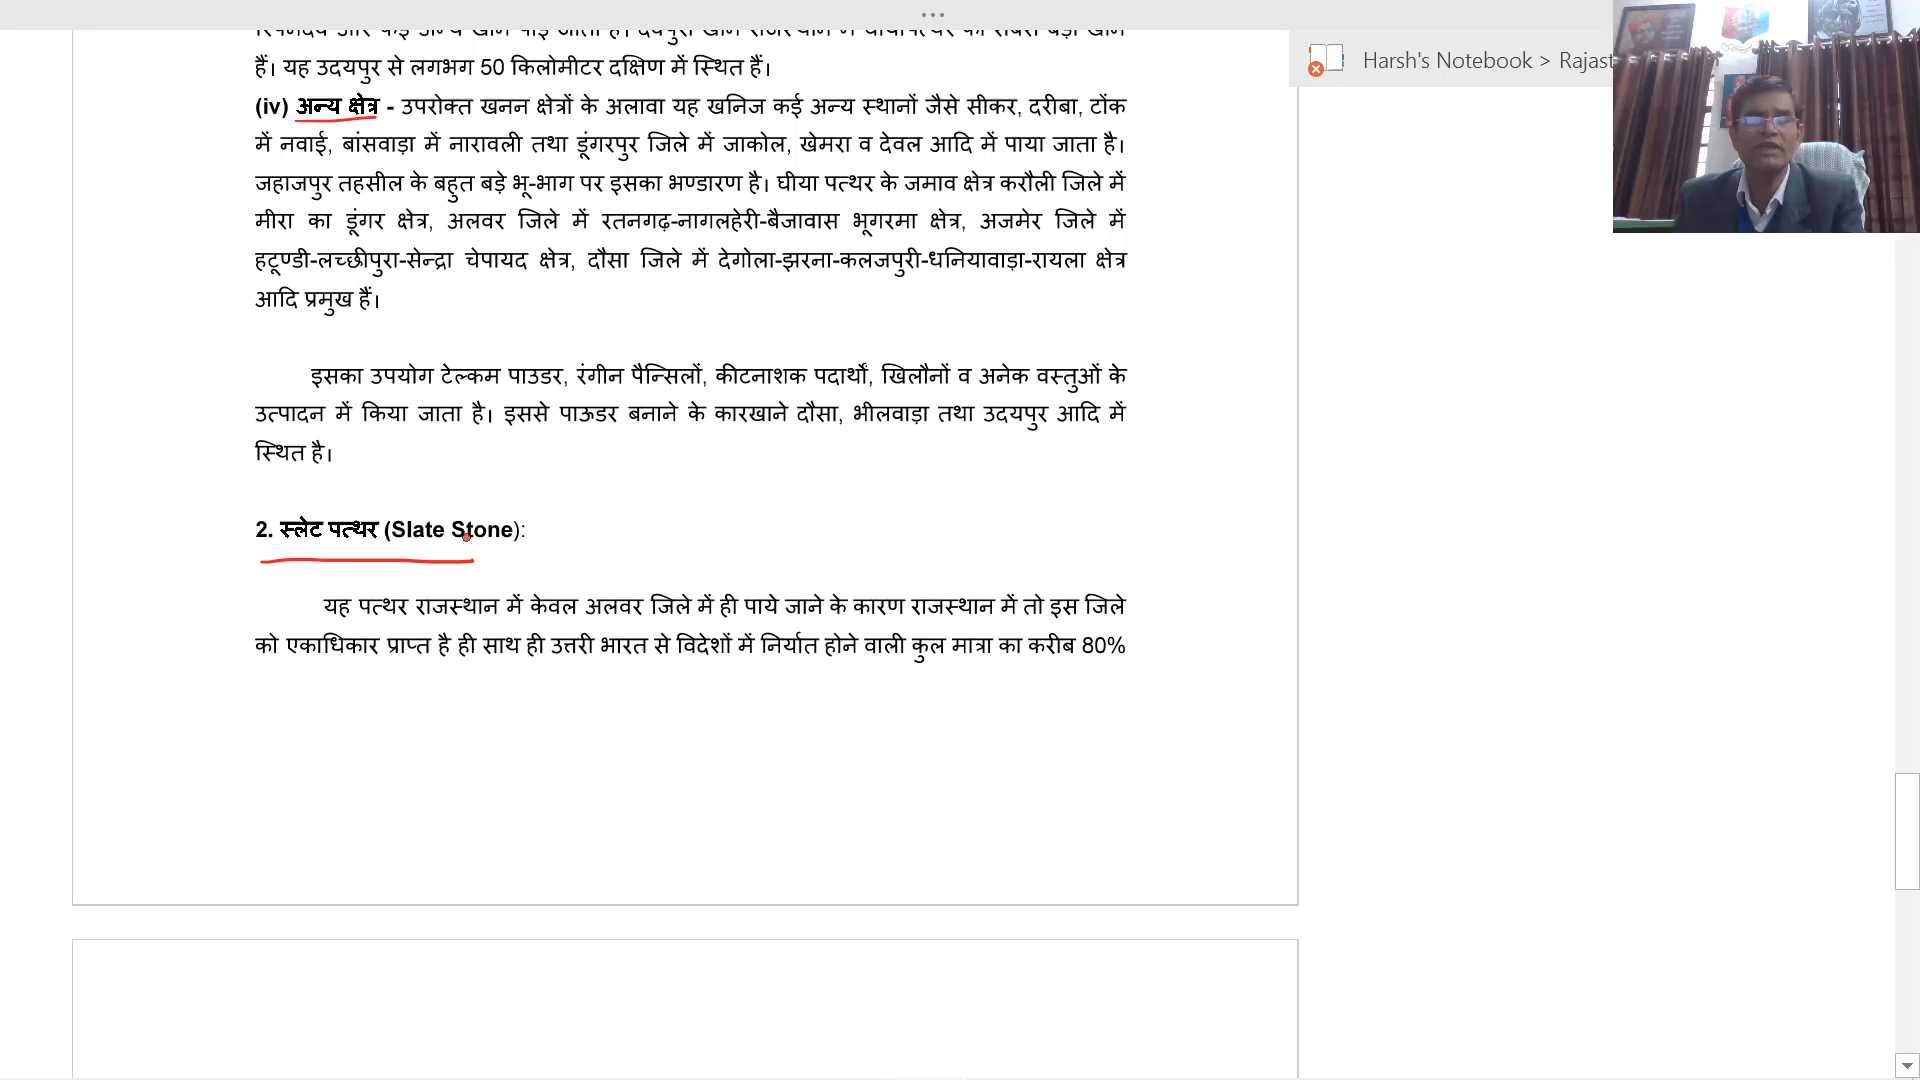 Harsh's Notebook > Rajast
हैं। यह उदयपुर से लगभग 50 किलोमीटर दक्षिण में स्थित हैं।
(iv) अन्य क्षेत्र - उपरोक्त खनन क्षेत्रों के अलावा यह खनिज कई अन्य स्थानों जैसे सीकर, दरीबा, टोंक
में नवाई, बांसवाड़ा में नारावली तथा डूंगरपुर जिले में जाकोल, खेमरा व देवल आदि में पाया जाता है।
जहाजपुर तहसील के बहुत बड़े भू-भाग पर इसका भण्डारण है। घीया पत्थर के जमाव क्षेत्र करौली जिले में
मीरा का डूंगर क्षेत्र, अलवर जिले में रतनगढ़-नागलहेरी-बैजावास भूगरमा क्षेत्र, अजमेर जिले में
हटूण्डी-लच्छीपुरा-सेन्द्रा चेपायद क्षेत्र, दौसा जिले में देगोला-झरना-कलजपुरी-धनियावाड़ा-रायला क्षेत्र
आदि प्रमुख हैं।
इसका उपयोग टेल्कम पाउडर, रंगीन पैन्सिलों, कीटनाशक पदार्थों, खिलौनों व अनेक वस्तुओं के
उत्पादन में किया जाता है। इससे पाऊडर बनाने के कारखाने दौसा, भीलवाड़ा तथा उदयपुर आदि में
स्थित है।
2. स्लेट पत्थर (Slate Stone):
यह पत्थर राजस्थान में केवल अलवर जिले में ही पाये जाने के कारण राजस्थान में तो इस जिले
को एकाधिकार प्राप्त है ही साथ ही उत्तरी भारत से विदेशों में निर्यात होने वाली कुल मात्रा का करीब 80%